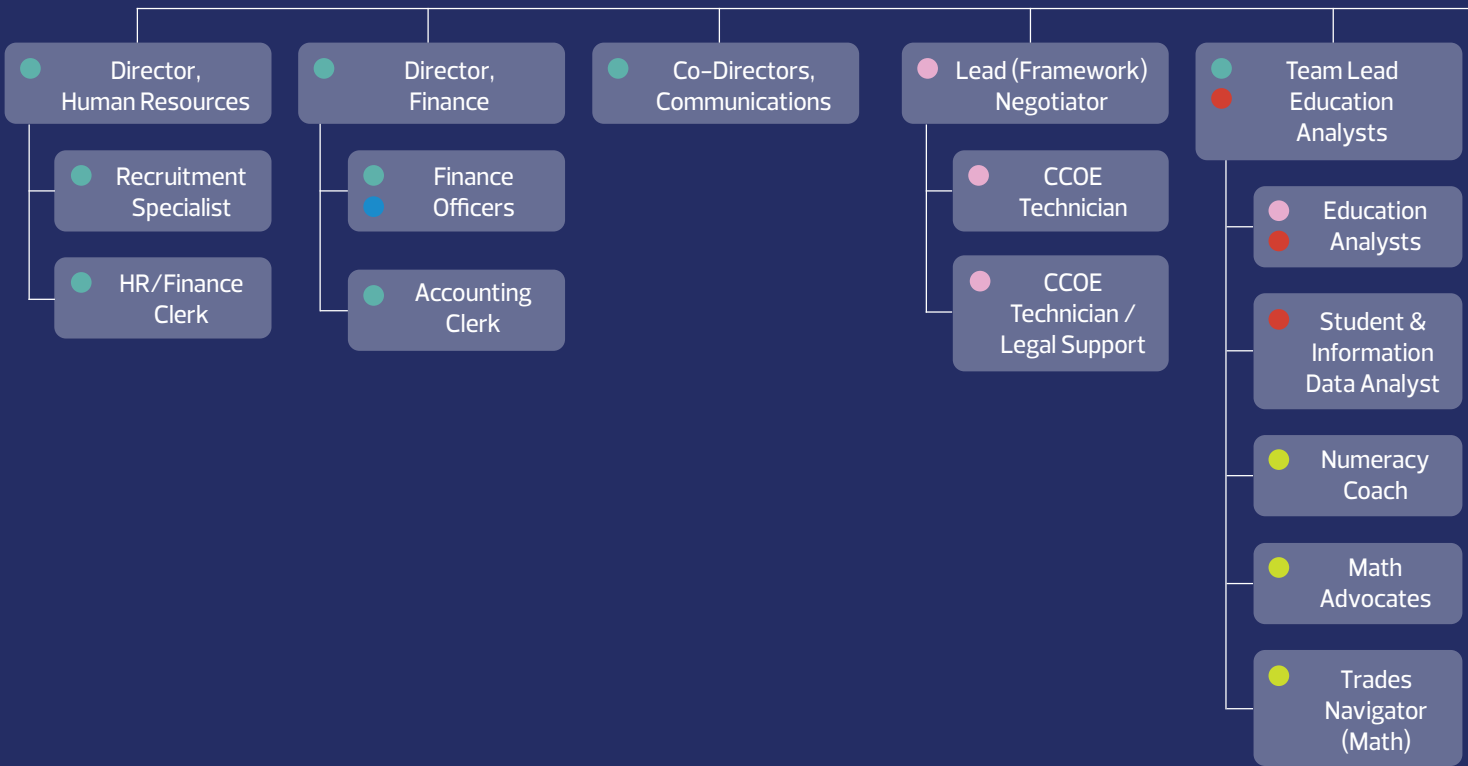 Director,
Human Resources
Recruitment
Specialist
HR/Finance
Clerk
Director,
Finance
Finance
Officers
Accounting
Clerk
Co-Directors,
Communications
Lead (Framework)
Negotiator
CCOE
Technician
CCOE
Technician /
Legal Support
Team Lead
Education
Analysts
Education
Analysts
Student &
Information
Data Analyst
Numeracy
Coach
Math
Advocates
Trades
Navigator
(Math)